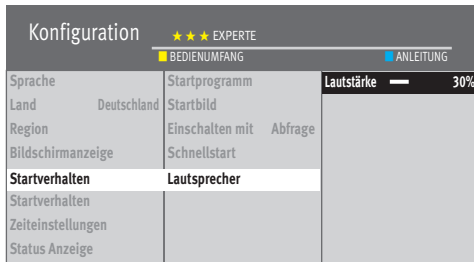 Konfiguration
★ ★ ★ EXPERTE
BEDIENUMFANG
ANLEITUNG
Sprache
Startprogramm
Lautstärke 30%
Land Deutschland
Startbild
Region
Einschalten mit Abfrage
Bildschirmanzeige
Schnellstart
Startverhalten
Lautsprecher
Startverhalten
Zeiteinstellungen
Status Anzeige